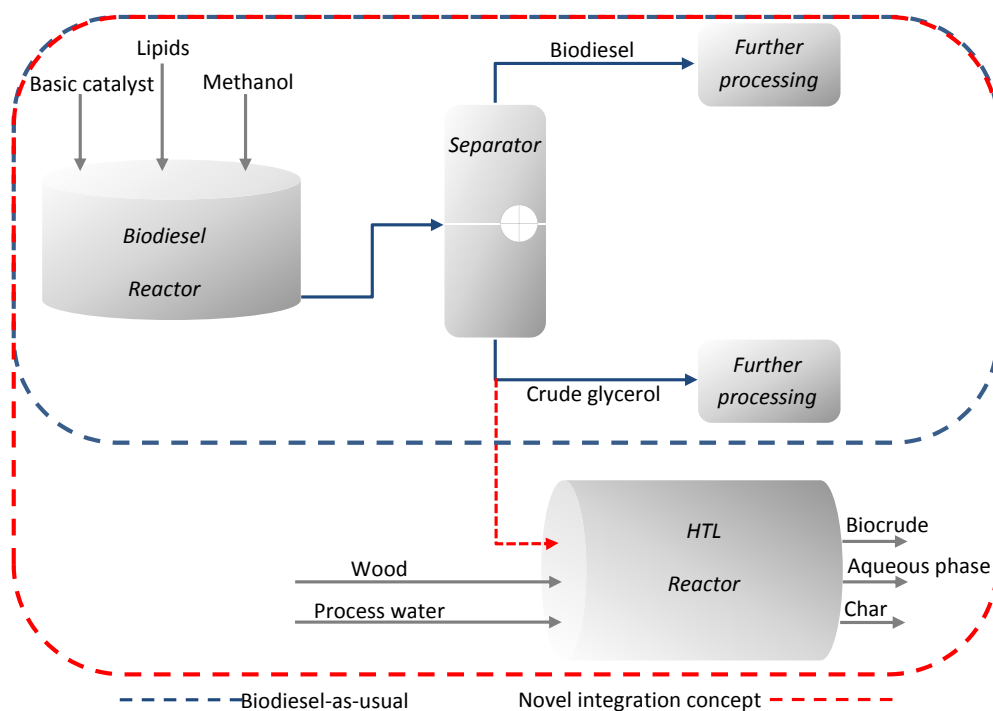 Lipids
Basic catalyst
Methanol
Biodiesel
Reactor
Separator
Biodiesel
Further
processing
Crude glycerol
Further
processing
HTL
Reactor
Wood
Process water
Biocrude
Aqueous phase
Char
Biodiesel-as-usual
Novel integration concept